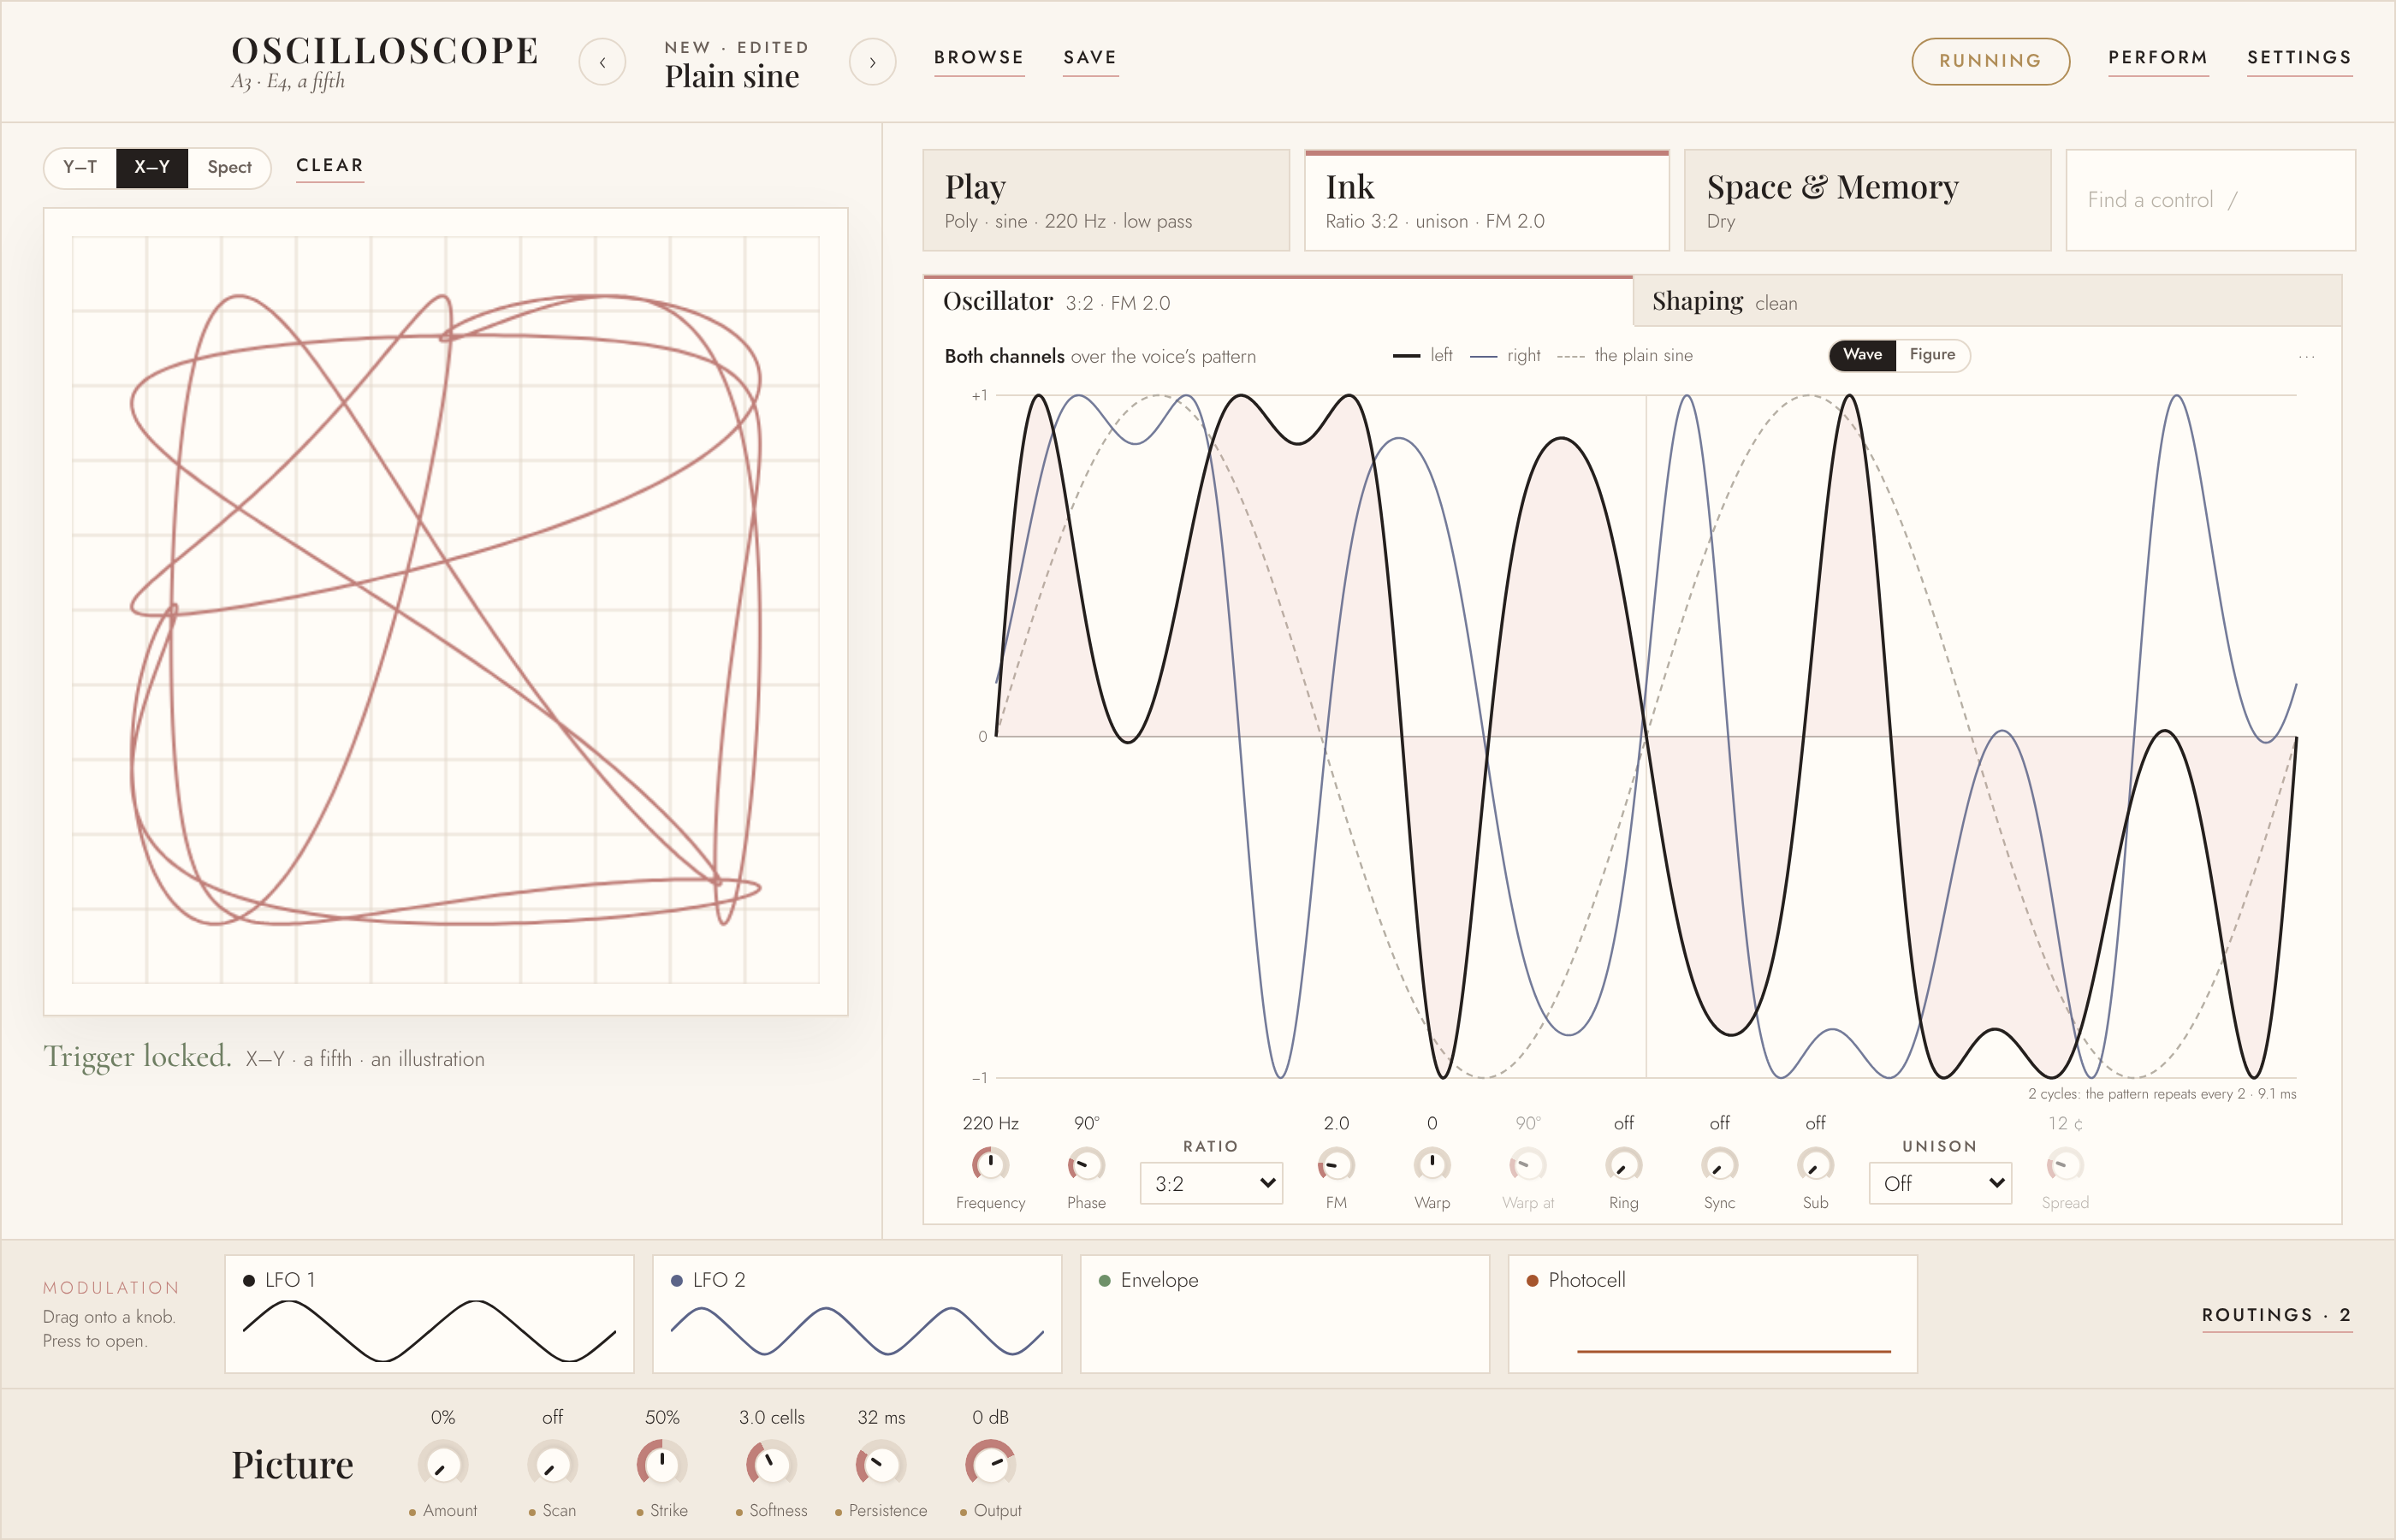 OSCILLOSCOPE
A3 · E4, a fifth
‹
NEW · EDITED
Plain sine
›
BROWSE
SAVE
RUNNING
PERFORM
SETTINGS
Y–T
X–Y
Spect
CLEAR
Trigger locked. X–Y · a fifth · an illustration
Play
Poly · sine · 220 Hz · low pass
Ink
Ratio 3:2 · unison · FM 2.0
Space & Memory
Dry
Find a control /
Oscillator 3:2 · FM 2.0
Shaping clean
Both channels over the voice’s pattern
left
right
the plain sine
Wave
Figure
...
+1
0
−1
2 cycles: the pattern repeats every 2 · 9.1 ms
220 Hz
Frequency
90°
Phase
RATIO
3:2
2.0
FM
0
Warp
90°
Warp at
off
Ring
off
Sync
off
Sub
UNISON
Off
12 ¢
Spread
MODULATION
Drag onto a knob.
Press to open.
LFO 1
LFO 2
Envelope
Photocell
ROUTINGS · 2
Picture
0%
Amount
off
Scan
50%
Strike
3.0 cells
Softness
32 ms
Persistence
0 dB
Output